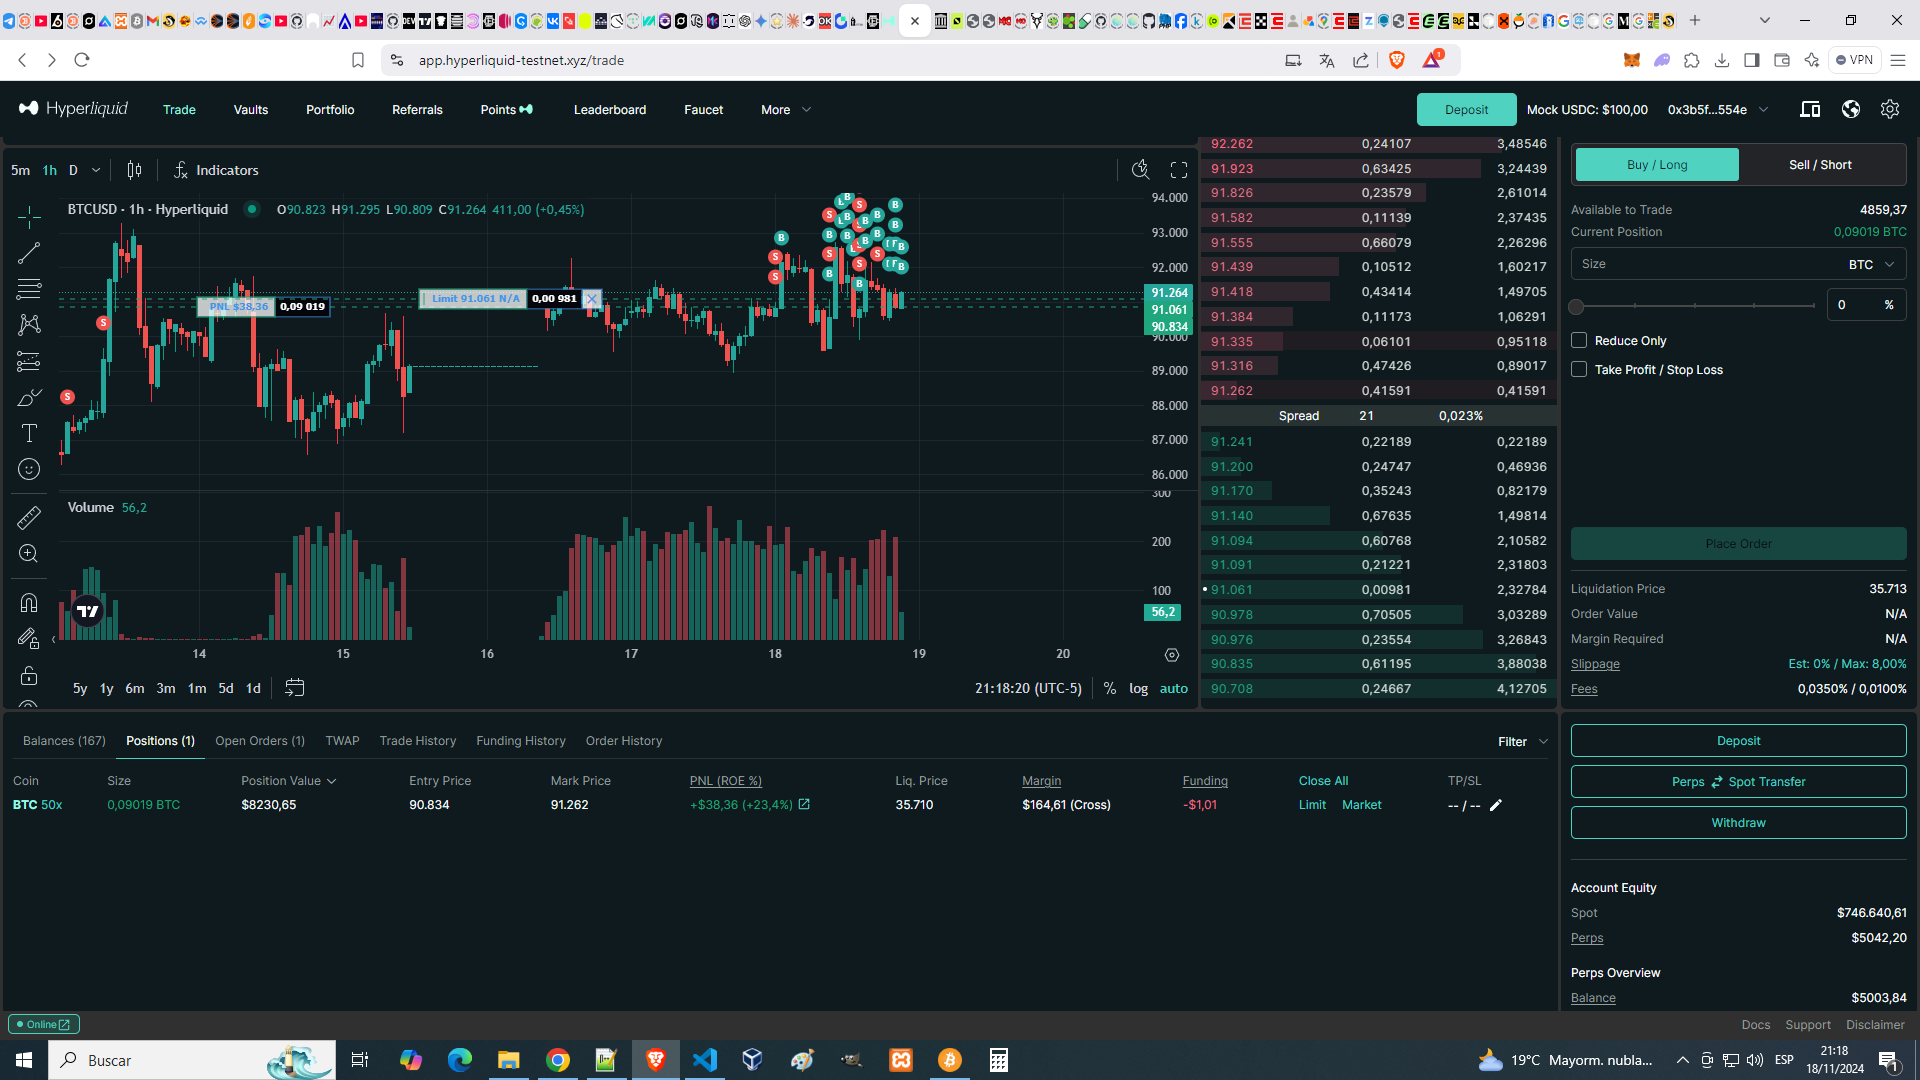 app.hyperliquid-testnet.xyz/trade
VPN
Hyperliquid Trade Vaults Portfolio Referrals Points Leaderboard Faucet More Deposit Mock USDC: $100,00 0x3b5f...554e
5m 1h D Indicators
BTCUSD · 1h · Hyperliquid O90.823 H91.295 L90.809 C91.264 411,00 (+0,45%)
94.000
93.000
92.000
91.264
91.061
90.834
90.000
89.000
88.000
87.000
86.000
PNL $38,36 0,09 019
Limit 91.061 N/A 0,00 981
Volume 56,2
300
200
100
56,2
14 15 16 17 18 19 20
5y 1y 6m 3m 1m 5d 1d 21:18:20 (UTC-5) % log auto
92.262 0,24107 3,48546
91.923 0,63425 3,24439
91.826 0,23579 2,61014
91.582 0,11139 2,37435
91.555 0,66079 2,26296
91.439 0,10512 1,60217
91.418 0,43414 1,49705
91.384 0,11173 1,06291
91.335 0,06101 0,95118
91.316 0,47426 0,89017
91.262 0,41591 0,41591
Spread 21 0,023%
91.241 0,22189 0,22189
91.200 0,24747 0,46936
91.170 0,35243 0,82179
91.140 0,67635 1,49814
91.094 0,60768 2,10582
91.091 0,21221 2,31803
91.061 0,00981 2,32784
90.978 0,70505 3,03289
90.976 0,23554 3,26843
90.835 0,61195 3,88038
90.708 0,24667 4,12705
Buy / Long Sell / Short
Available to Trade 4859,37
Current Position 0,09019 BTC
Size BTC
0 %
Reduce Only
Take Profit / Stop Loss
Place Order
Liquidation Price 35.713
Order Value N/A
Margin Required N/A
Slippage Est: 0% / Max: 8,00%
Fees 0,0350% / 0,0100%
Balances (167) Positions (1) Open Orders (1) TWAP Trade History Funding History Order History Filter
Coin Size Position Value Entry Price Mark Price PNL (ROE %) Liq. Price Margin Funding Close All TP/SL
BTC 50x 0,09019 BTC $8230,65 90.834 91.262 +$38,36 (+23,4%) 35.710 $164,61 (Cross) -$1,01 Limit Market -- / --
Deposit
Perps Spot Transfer
Withdraw
Account Equity
Spot $746.640,61
Perps $5042,20
Perps Overview
Balance $5003,84
Online Docs Support Disclaimer
Buscar 19°C Mayorm. nubla... ESP 21:18
18/11/2024